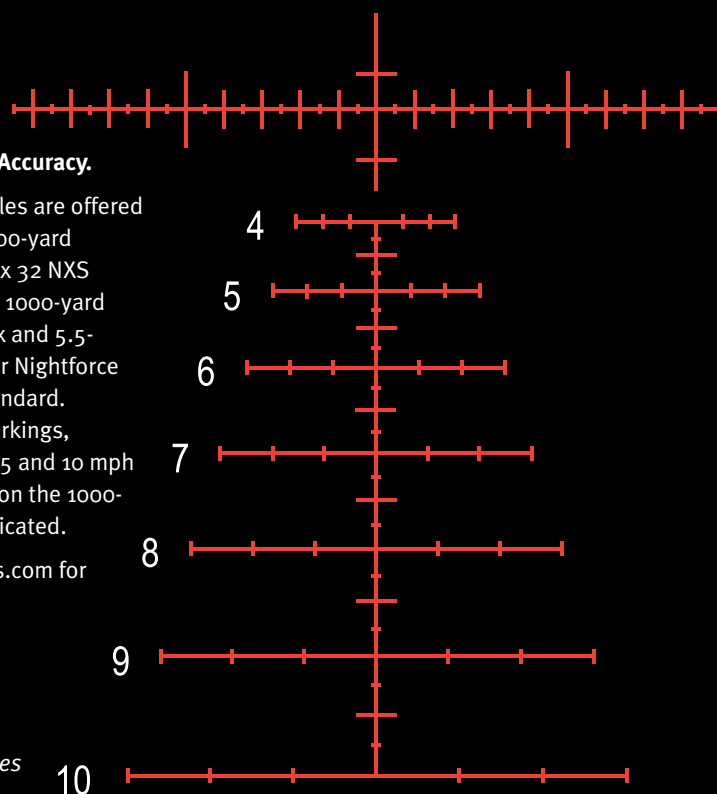 Accuracy.
les are offered
00-yard
x 32 NXS
1000-yard
x and 5.5-
r Nightforce
ndard.
rkings,
5 and 10 mph
on the 1000-
icated.
s.com for
es
4
5
6
7
8
9
10